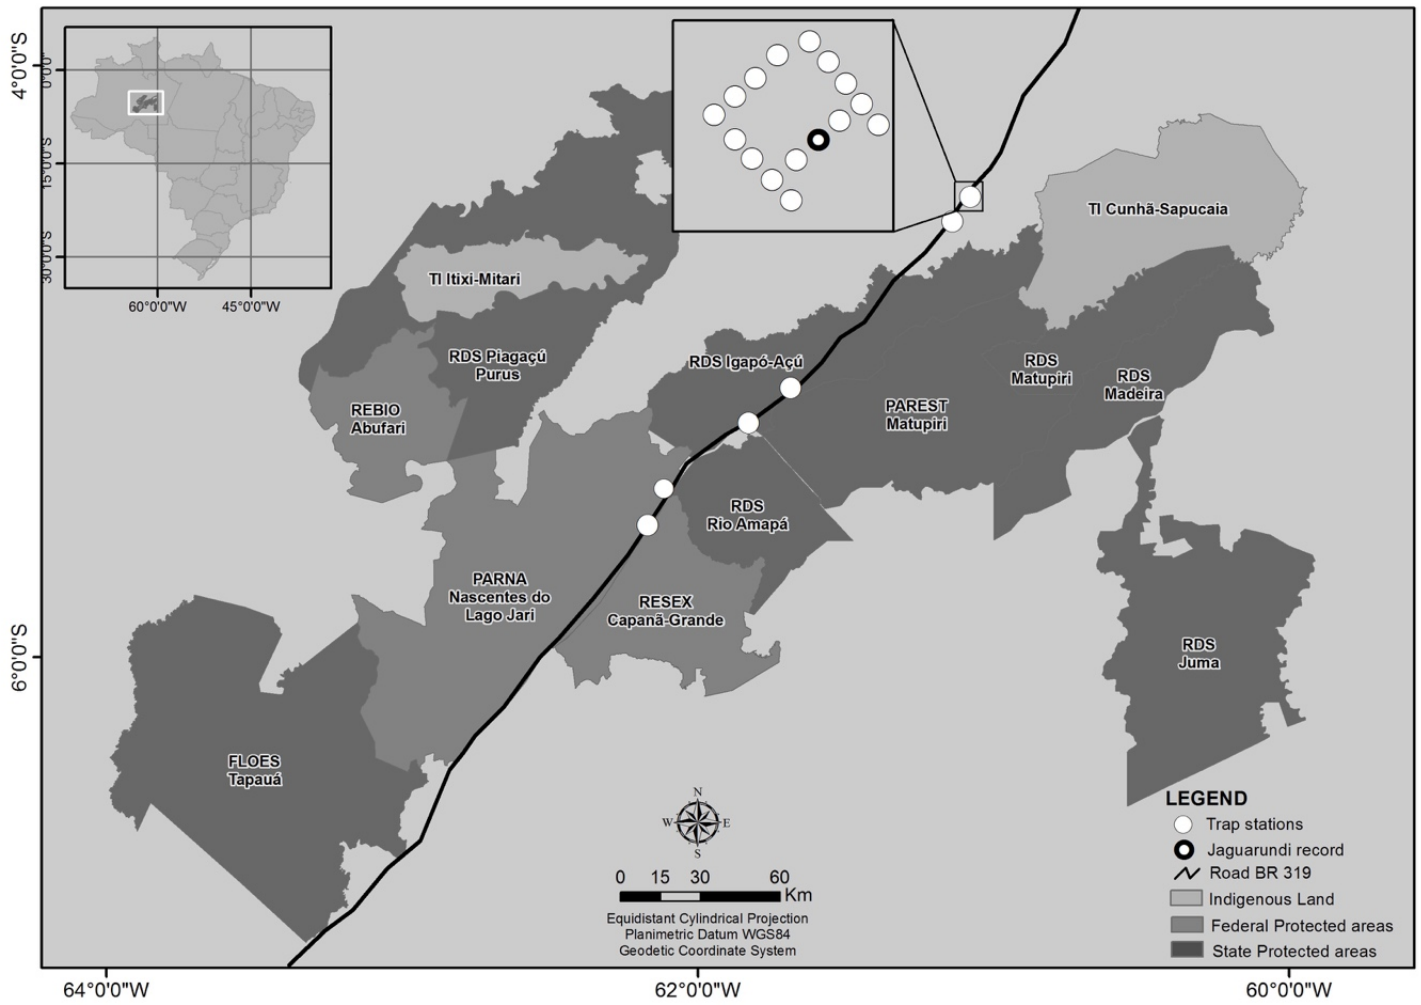 4°0'0"S
6°0'0"S
0°0'0"
15°0'0"S
30°0'0"S
60°0'0"W
45°0'0"W
TI Cunhã-Sapucaia
TI Itixi-Mitari
RDS Piagaçú
Purus
REBIO
Abufari
RDS Igapó-Açú
RDS
Matupiri
RDS
Madeira
PAREST
Matupiri
RDS
Rio Amapá
PARNA
Nascentes do
Lago Jari
RESEX
Capanã-Grande
RDS
Juma
FLOES
Tapauá
N
W
E
S
0
15
30
60
Km
Equidistant Cylindrical Projection
Planimetric Datum WGS84
Geodetic Coordinate System
LEGEND
Trap stations
Jaguarundi record
Road BR 319
Indigenous Land
Federal Protected areas
State Protected areas
64°0'0"W
62°0'0"W
60°0'0"W